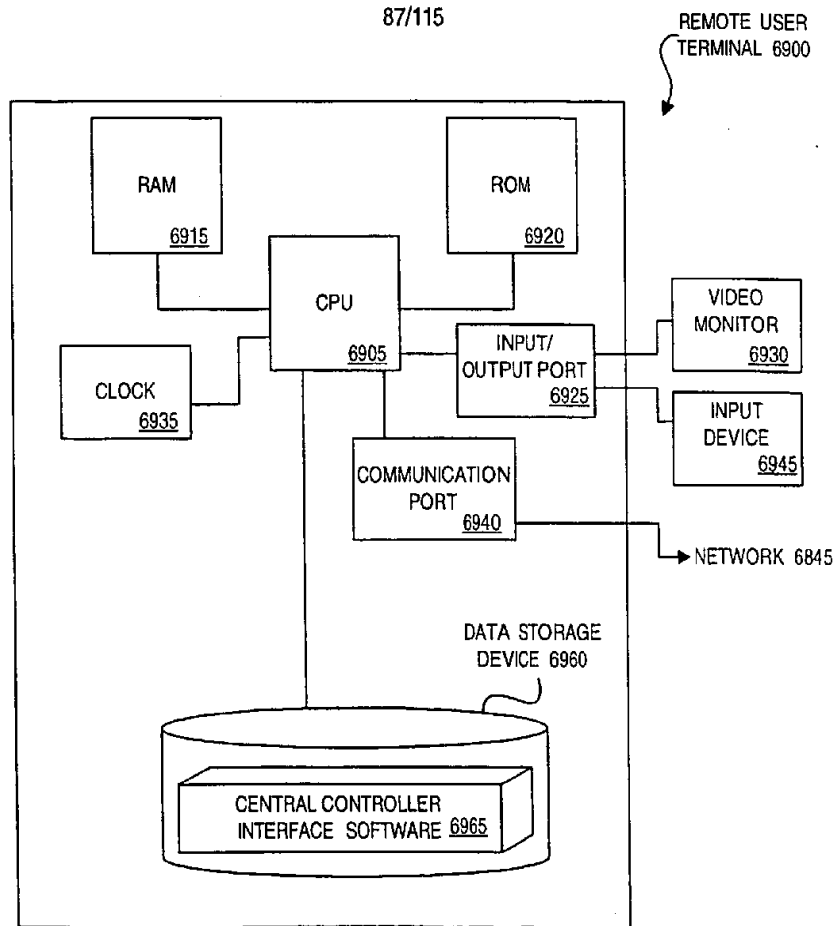 87/115
REMOTE USER
TERMINAL 6900
RAM
6915
ROM
6920
CPU
6905
CLOCK
6935
INPUT/
OUTPUT PORT
6925
VIDEO
MONITOR
6930
INPUT
DEVICE
6945
COMMUNICATION
PORT
6940
NETWORK 6845
DATA STORAGE
DEVICE 6960
CENTRAL CONTROLLER
INTERFACE SOFTWARE 6965